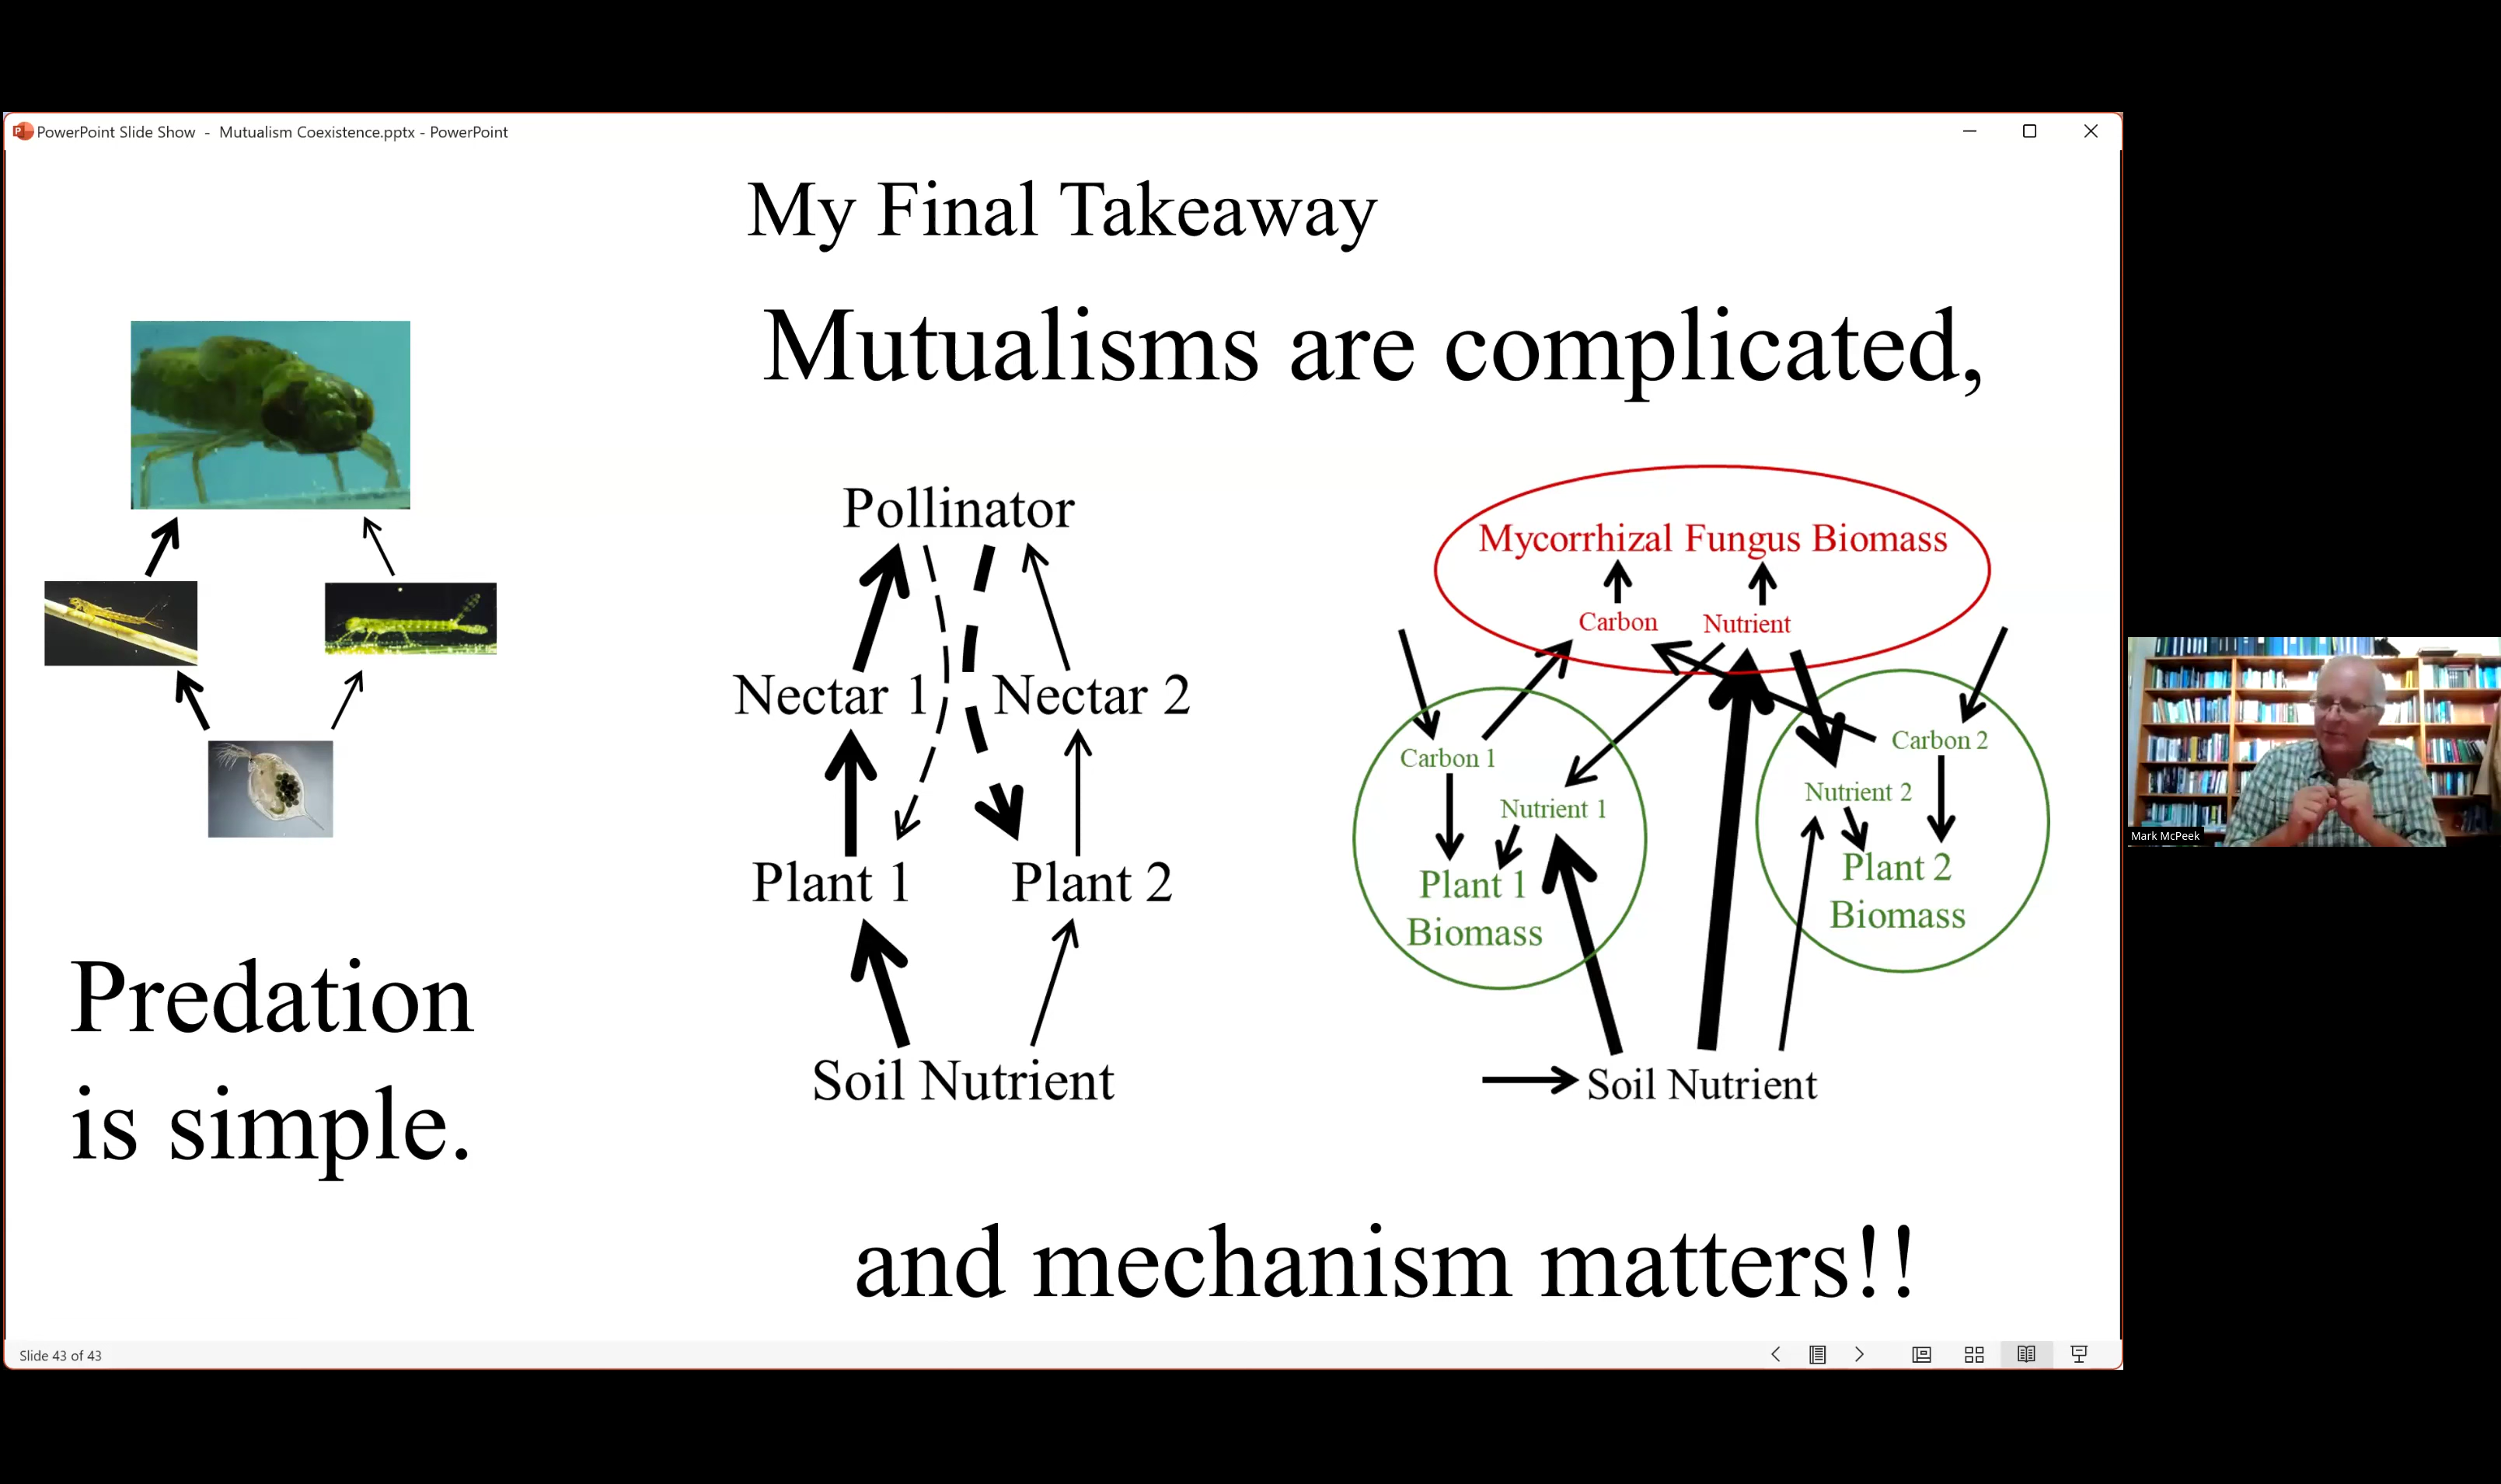 PowerPoint Slide Show - Mutualism Coexistence.pptx - PowerPoint
My Final Takeaway
Mutualisms are complicated,
Predation
is simple.
Pollinator
Nectar 1
Nectar 2
Plant 1
Plant 2
Soil Nutrient
Mycorrhizal Fungus Biomass
Carbon
Nutrient
Carbon 1
Nutrient 1
Plant 1
Biomass
Carbon 2
Nutrient 2
Plant 2
Biomass
Soil Nutrient
and mechanism matters!!
Mark McPeek
Slide 43 of 43